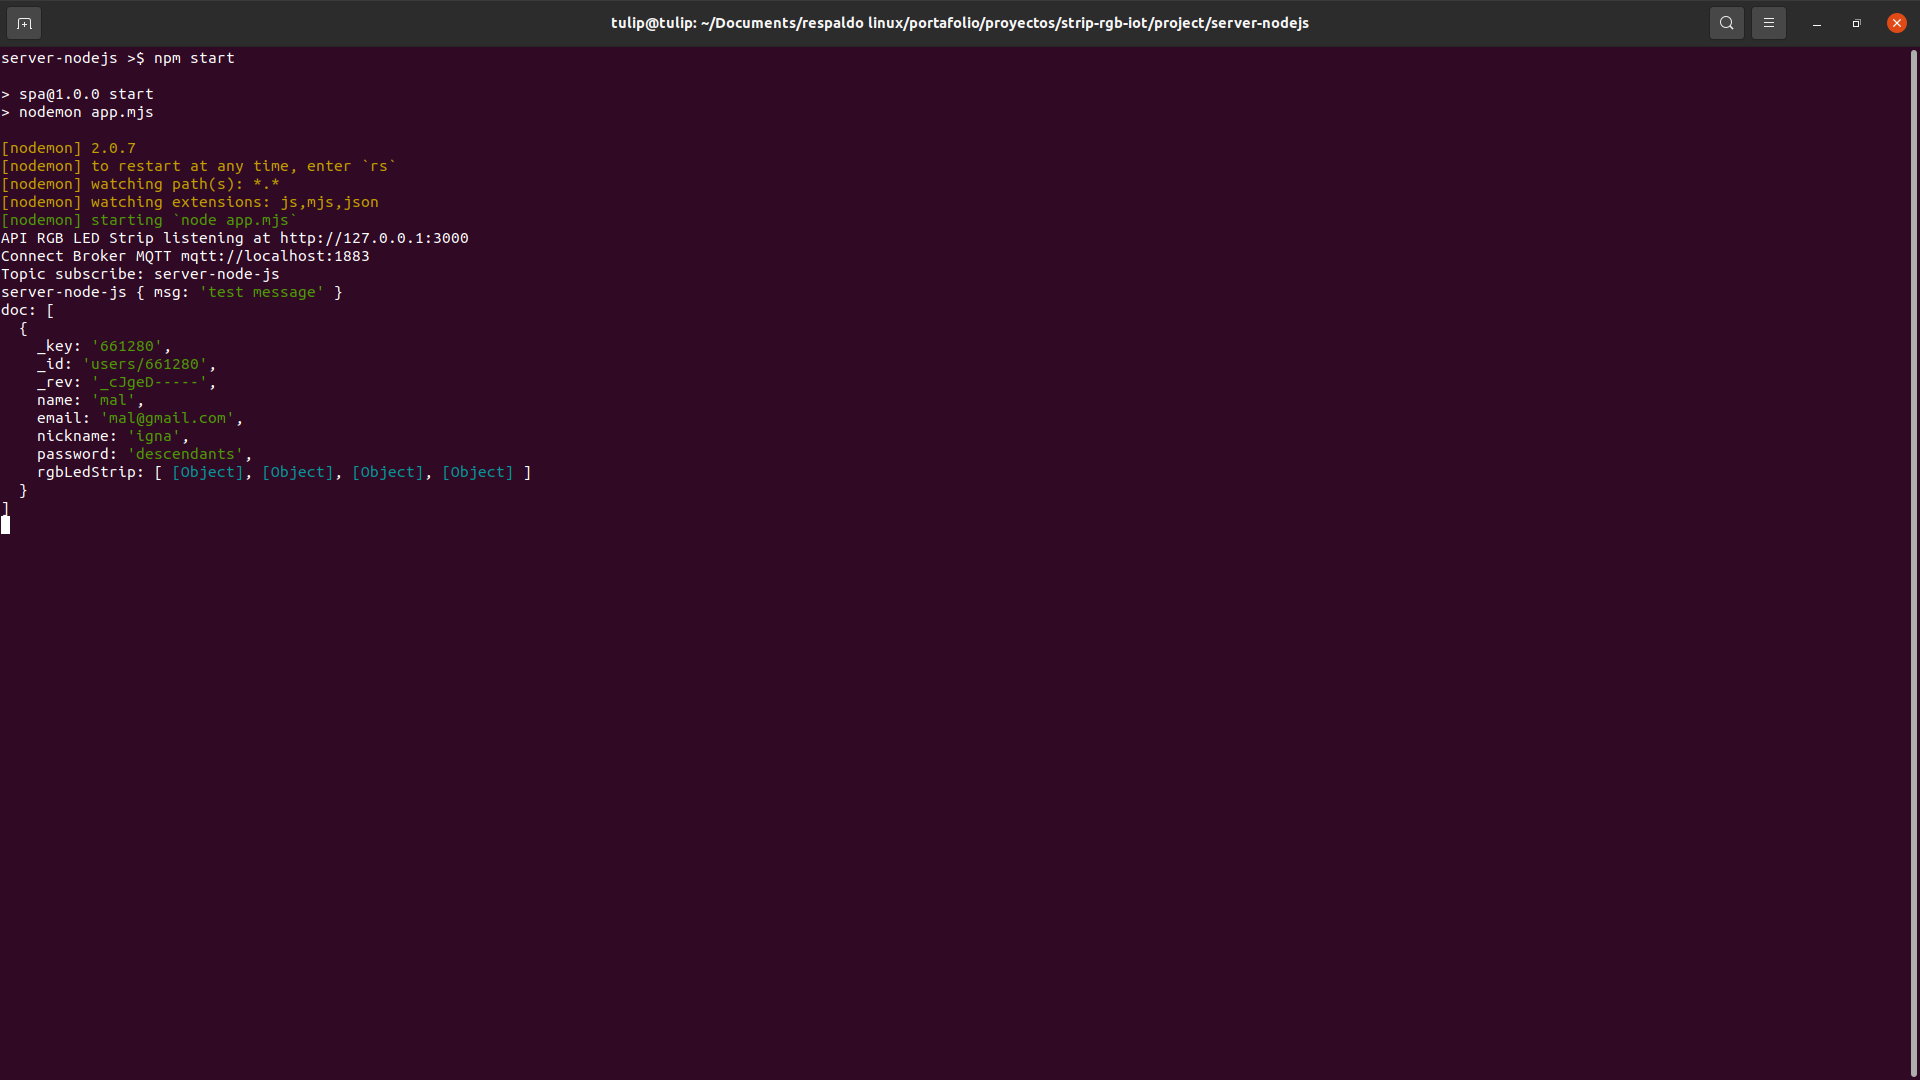 tulip@tulip: ~/Documents/respaldo linux/portafolio/proyectos/strip-rgb-iot/project/server-nodejs
server-nodejs >$ npm start
> spa@1.0.0 start
> nodemon app.mjs
[nodemon] 2.0.7
[nodemon] to restart at any time, enter `rs`
[nodemon] watching path(s): *.*
[nodemon] watching extensions: js,mjs,json
[nodemon] starting `node app.mjs`
API RGB LED Strip listening at http://127.0.0.1:3000
Connect Broker MQTT mqtt://localhost:1883
Topic subscribe: server-node-js
server-node-js { msg: 'test message' }
doc: [
  {
    _key: '661280',
    _id: 'users/661280',
    _rev: '_cJgeD-----',
    name: 'mal',
    email: 'mal@gmail.com',
    nickname: 'igna',
    password: 'descendants',
    rgbLedStrip: [ [Object], [Object], [Object], [Object] ]
  }
]